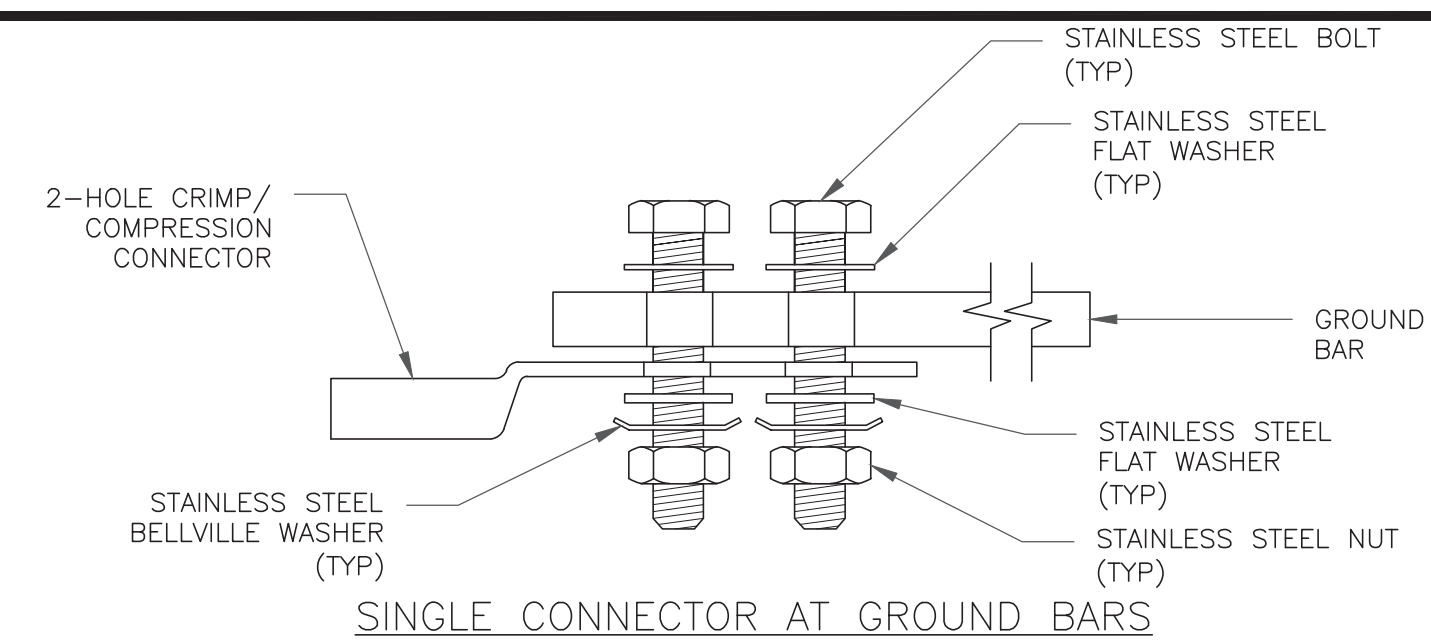 STAINLESS STEEL BOLT
(TYP)
STAINLESS STEEL
FLAT WASHER
(TYP)
2-HOLE CRIMP/
COMPRESSION
CONNECTOR
GROUND
BAR
STAINLESS STEEL
FLAT WASHER
(TYP)
STAINLESS STEEL
BELLVILLE WASHER
(TYP)
STAINLESS STEEL NUT
(TYP)
SINGLE CONNECTOR AT GROUND BARS